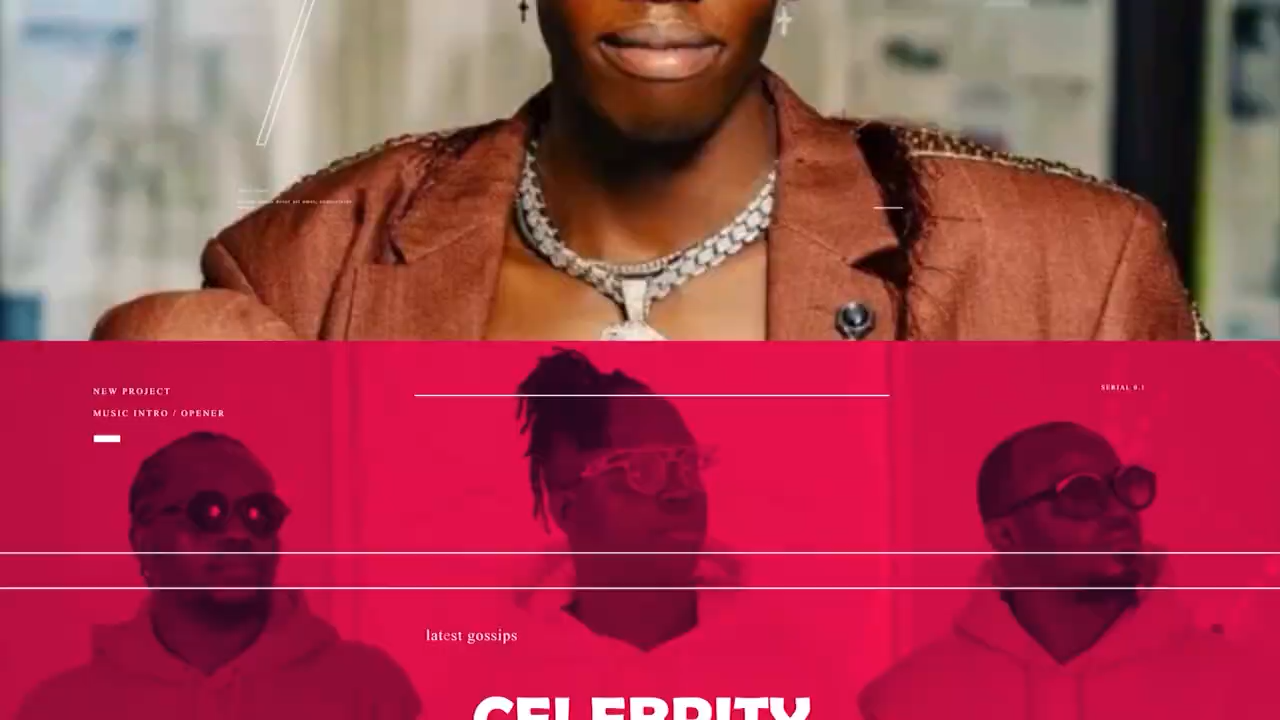 NEW PROJECT
SERIAL 0.1
MUSIC INTRO / OPENER
latest gossips
CELEBRITY